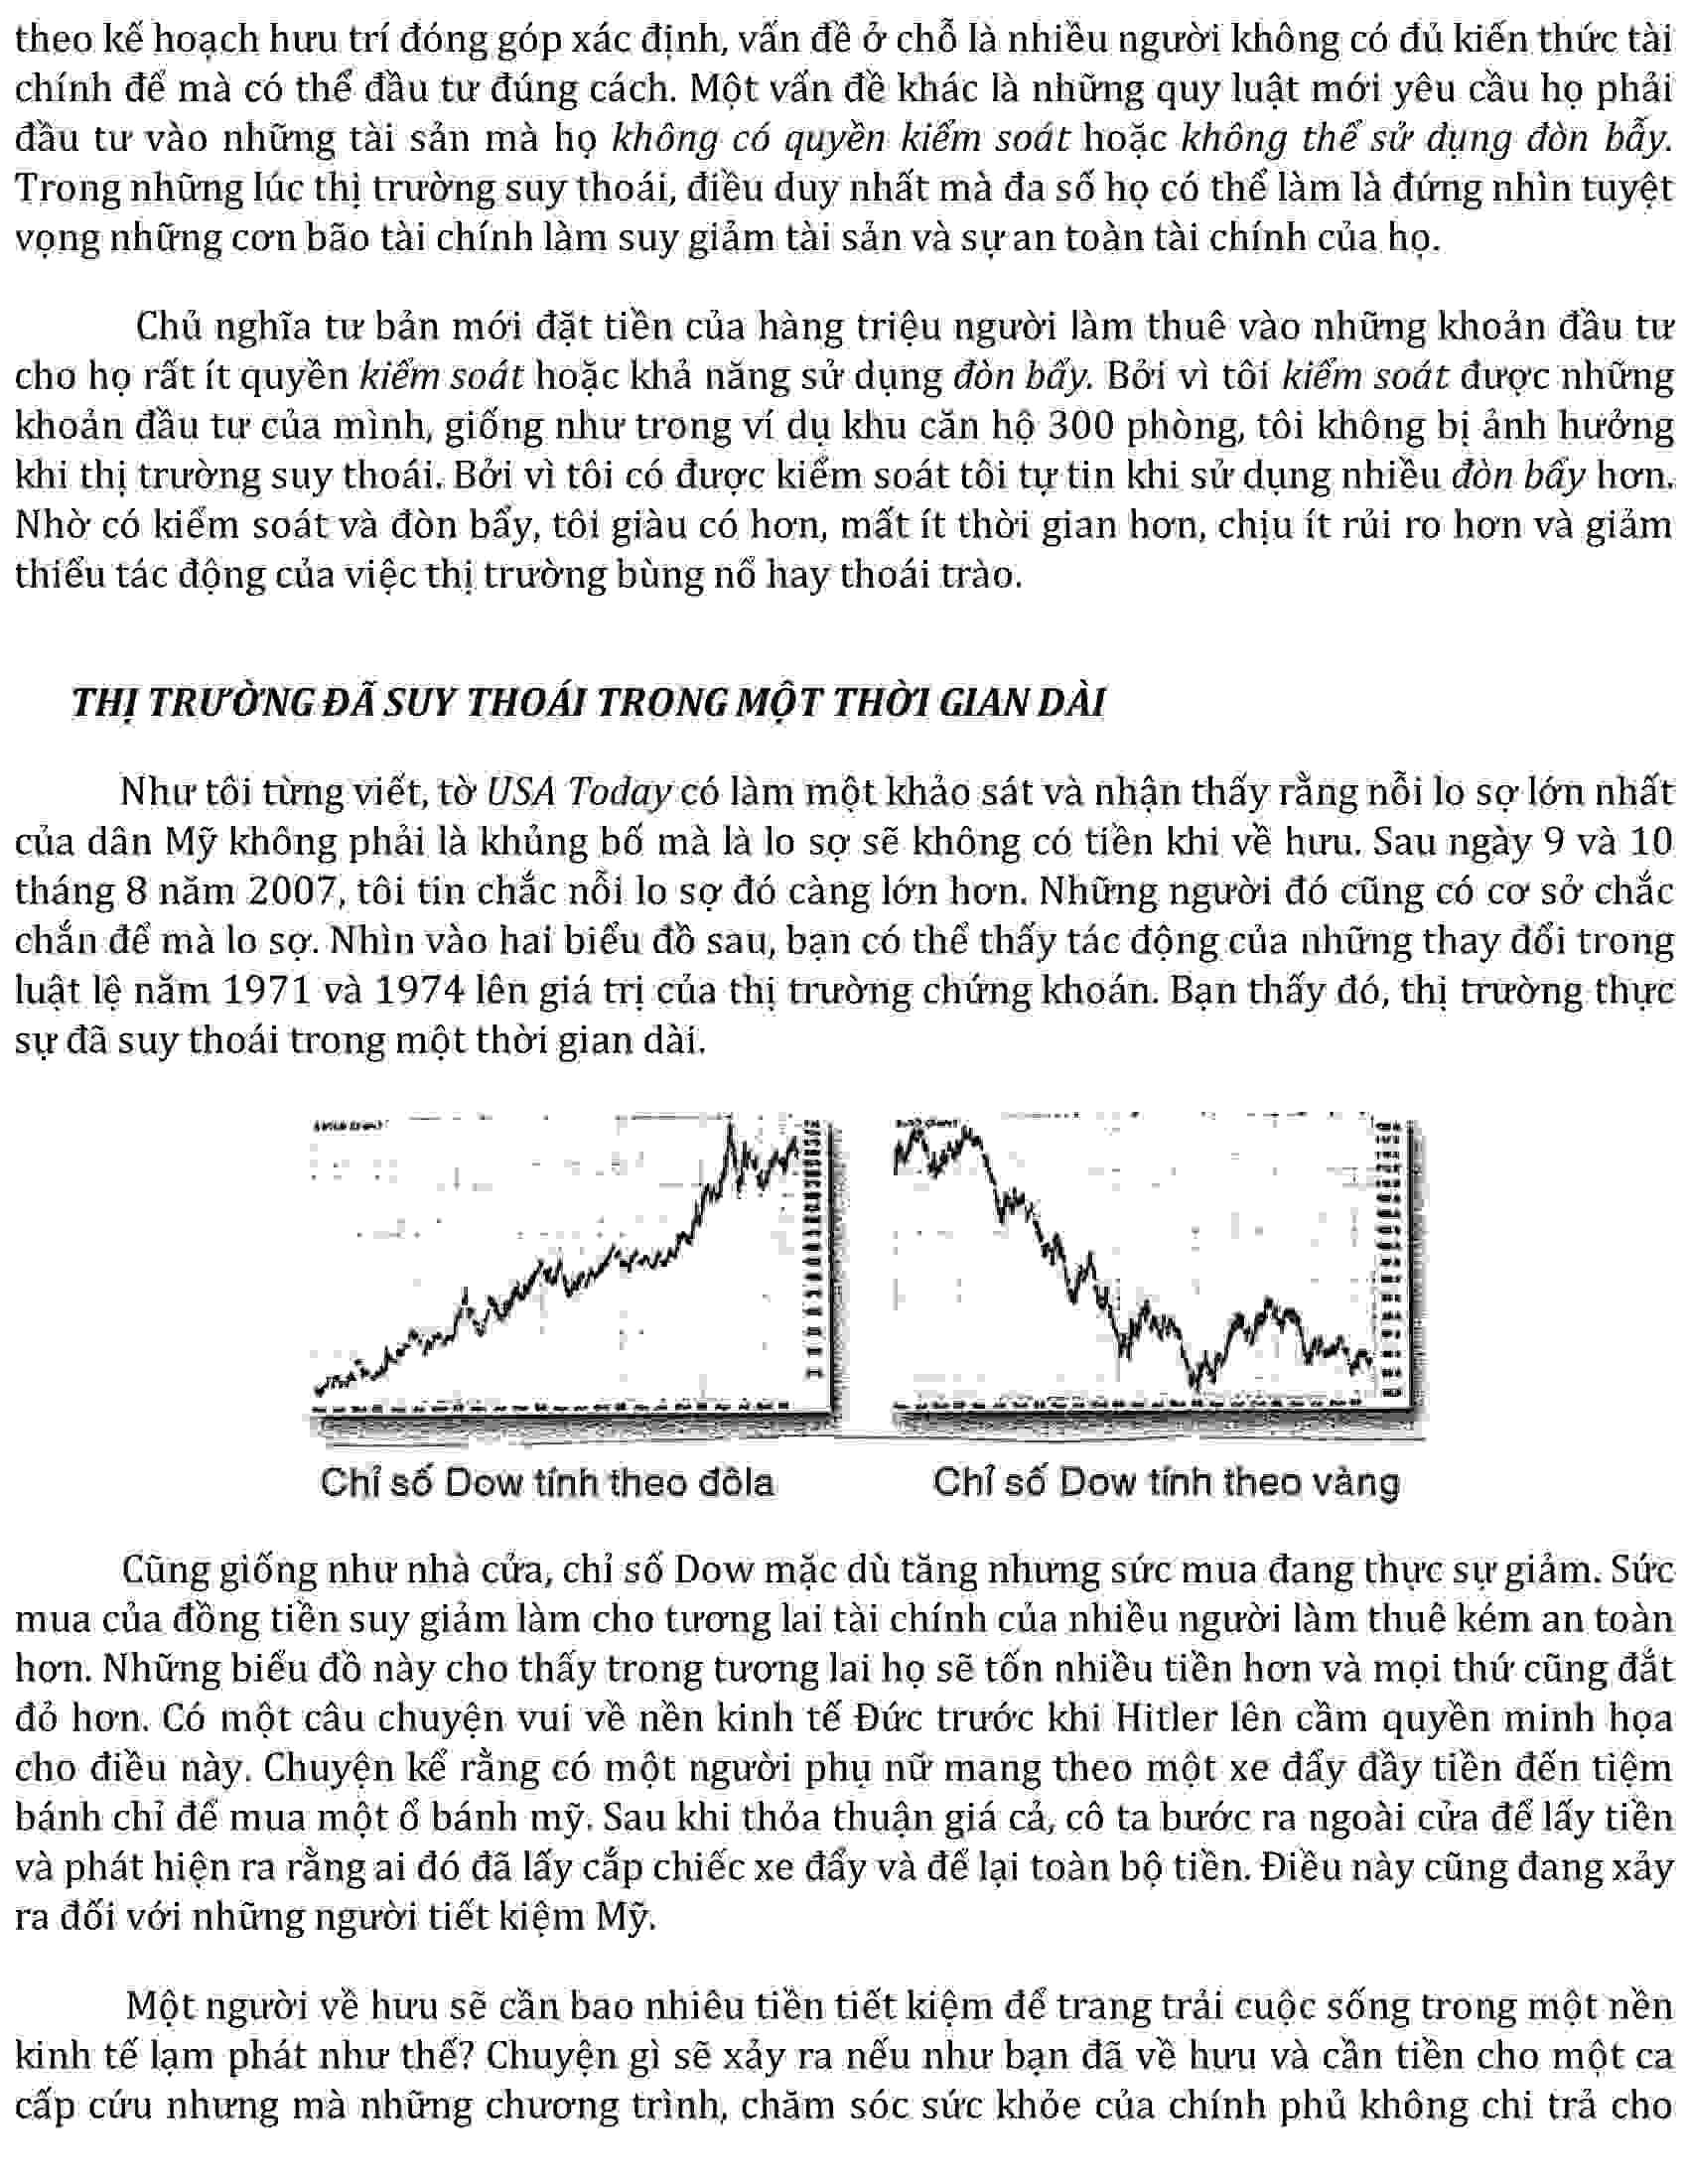 theo kế hoạch hưu trí đóng góp xác định, vấn đề ở chỗ là nhiều người không có đủ kiến thức tài
chính để mà có thể đầu tư đúng cách. Một vấn đề khác là những quy luật mới yêu cầu họ phải
đầu tư vào những tài sản mà họ không có quyền kiểm soát hoặc không thể sử dụng đòn bẫy.
Trong những lúc thị trường suy thoái, điều duy nhất mà đa số họ có thể làm là đứng nhìn tuyệt
vọng những cơn bão tài chính làm suy giảm tài sản và sự an toàn tài chính của họ.
Chủ nghĩa tư bản mới đặt tiền của hàng triệu người làm thuê vào những khoản đầu tư
cho họ rất ít quyền kiểm soát hoặc khả năng sử dụng đòn bẩy. Bởi vì tôi kiểm soát được những
khoản đầu tư của mình, giống như trong ví dụ khu căn hộ 300 phòng, tôi không bị ảnh hưởng
khi thị trường suy thoái. Bởi vì tôi có được kiểm soát tôi tự tin khi sử dụng nhiều đòn bẩy hơn.
Nhờ có kiểm soát và đòn bẩy, tôi giàu có hơn, mất ít thời gian hơn, chịu ít rủi ro hơn và giảm
thiểu tác động của việc thị trường bùng nổ hay thoái trào.
THỊ TRƯỜNG ĐÃ SUY THOÁI TRONG MỘT THỜI GIAN DÀI
Như tôi từng viết, tờ USA Today có làm một khảo sát và nhận thấy rằng nỗi lo sợ lớn nhất
của dân Mỹ không phải là khủng bố mà là lo sợ sẽ không có tiền khi về hưu. Sau ngày 9 và 10
tháng 8 năm 2007, tôi tin chắc nỗi lo sợ đó càng lớn hơn. Những người đó cũng có cơ sở chắc
chắn để mà lo sợ. Nhìn vào hai biểu đồ sau, bạn có thể thấy tác động của những thay đổi trong
luật lệ năm 1971 và 1974 lên giá trị của thị trường chứng khoán. Bạn thấy đó, thị trường thực
sự đã suy thoái trong một thời gian dài.
Chỉ số Dow tính theo đôla
Chỉ số Dow tính theo vàng
Cũng giống như nhà cửa, chỉ số Dow mặc dù tăng nhưng sức mua đang thực sự giảm. Sức
mua của đồng tiền suy giảm làm cho tương lai tài chính của nhiều người làm thuê kém an toàn
hơn. Những biểu đồ này cho thấy trong tương lai họ sẽ tốn nhiều tiền hơn và mọi thứ cũng đắt
đỏ hơn. Có một câu chuyện vui về nền kinh tế Đức trước khi Hitler lên cầm quyền minh họa
cho điều này. Chuyện kể rằng có một người phụ nữ mang theo một xe đẩy đầy tiền đến tiệm
bánh chỉ để mua một ổ bánh mỹ. Sau khi thỏa thuận giá cả, cô ta bước ra ngoài cửa để lấy tiền
và phát hiện ra rằng ai đó đã lấy cắp chiếc xe đẩy và để lại toàn bộ tiền. Điều này cũng đang xảy
ra đối với những người tiết kiệm Mỹ.
Một người về hưu sẽ cần bao nhiêu tiền tiết kiệm để trang trải cuộc sống trong một nền
kinh tế lạm phát như thế? Chuyện gì sẽ xảy ra nếu như bạn đã về hưu và cần tiền cho một ca
cấp cứu nhưng mà những chương trình, chăm sóc sức khỏe của chính phủ không chi trả cho